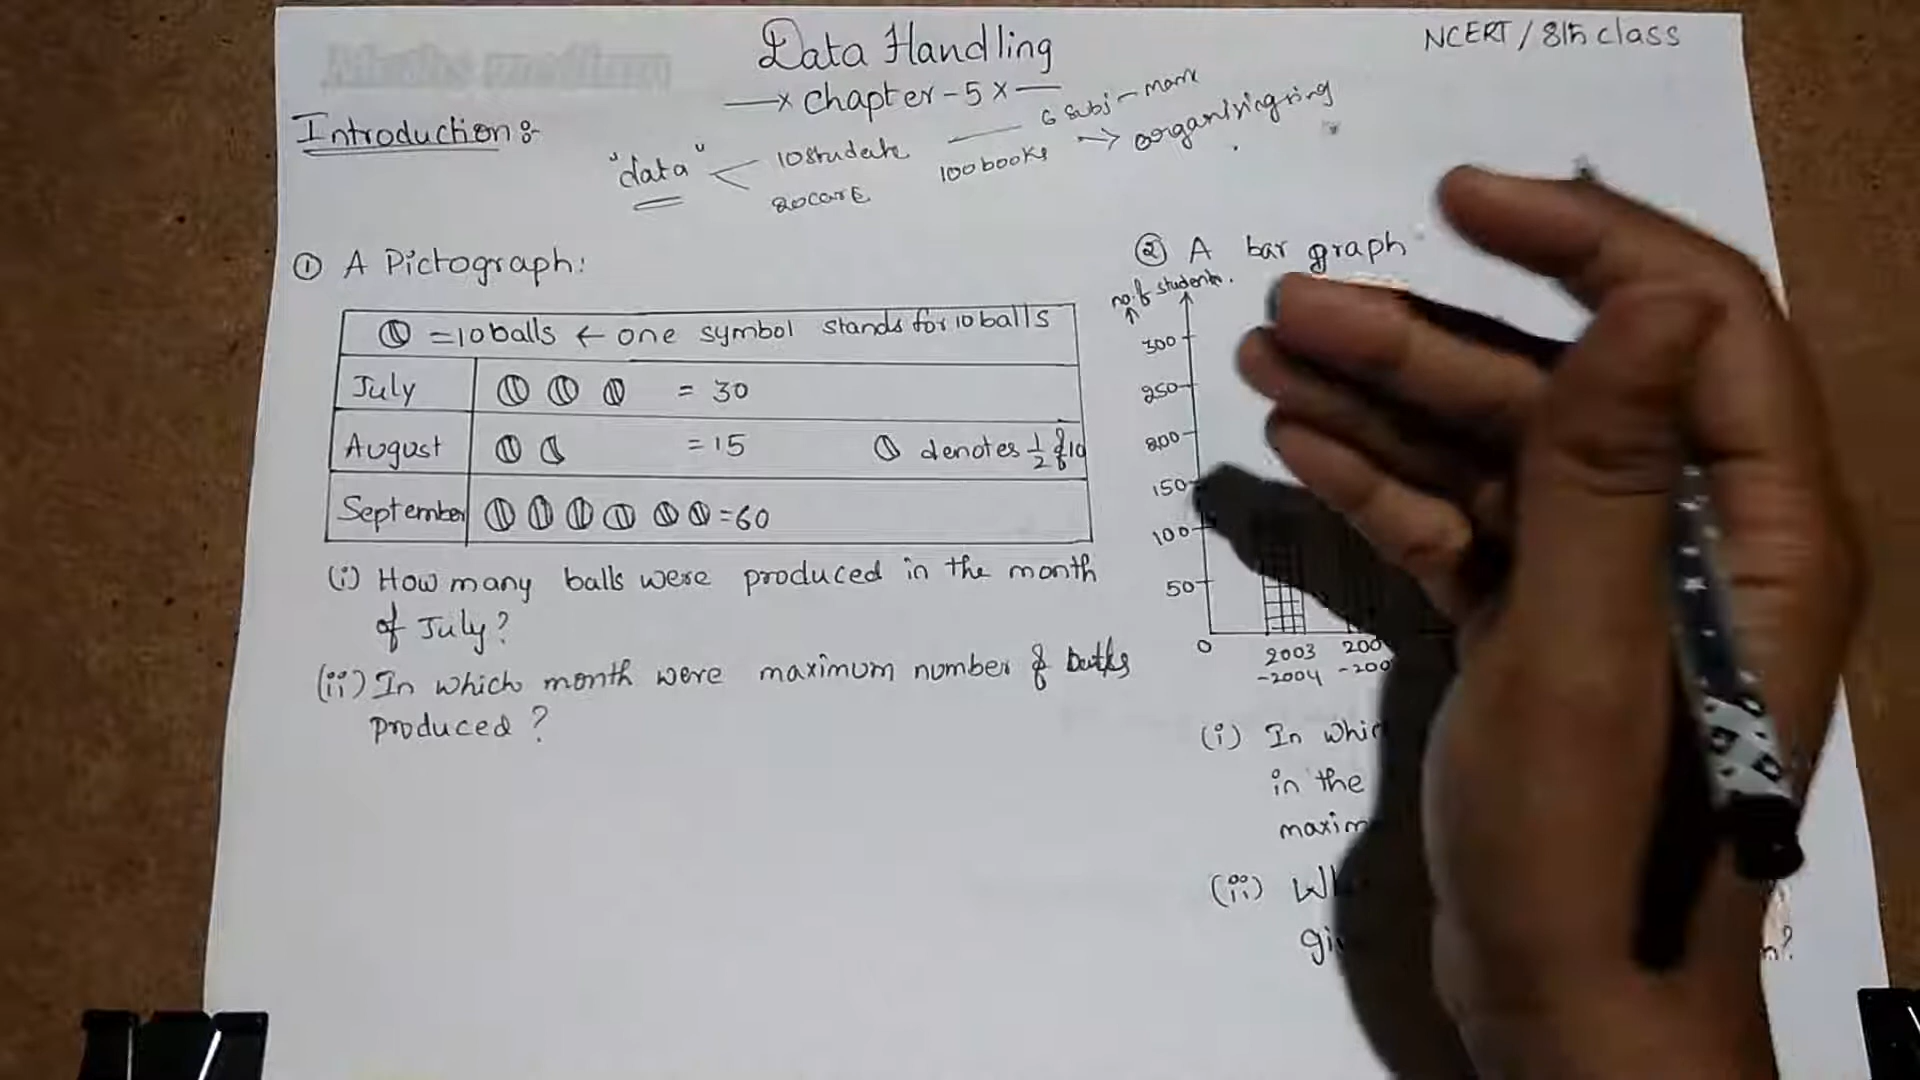 Data Handling
NCERT / 8th class
—x chapter-5 x—
Introduction:-
"data"
10 students
6 subj - mark
20 cars
100 books → organising
① A Pictograph:
= 10 balls ← one symbol stands for 10 balls
July = 30
August = 15 denotes 1/2 of 10
September = 60
(i) How many balls were produced in the month
of July?
(ii) In which month were maximum number of
produced?
② A bar graph
no. of students.
300
250
200
150
100
50
0
2003
-2004
(i) In
in the
(ii)